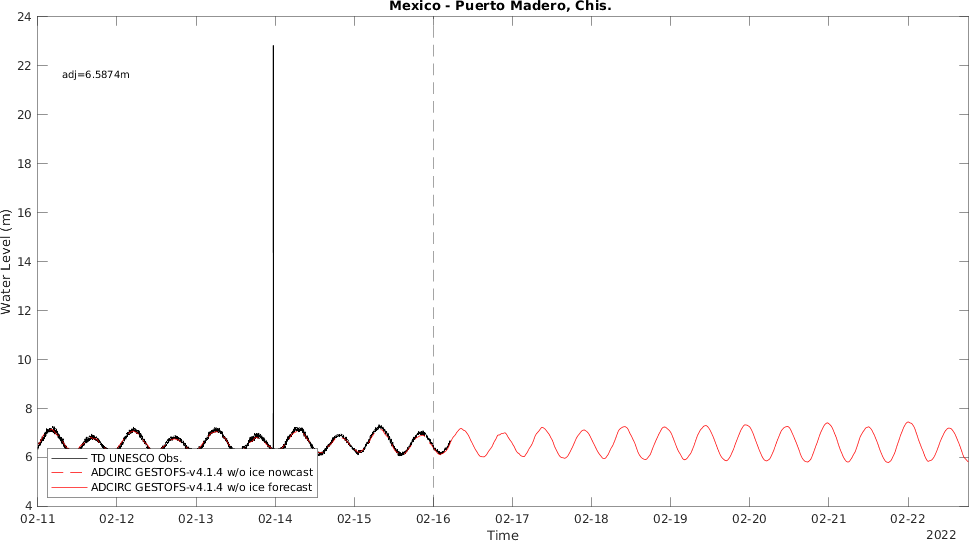 Mexico - Puerto Madero, Chis.
24
22
20
18
16
14
12
10
8
6
4
Water Level (m)
adj=6.5874m
TD UNESCO Obs.
ADCIRC GESTOFS-v4.1.4 w/o ice nowcast
ADCIRC GESTOFS-v4.1.4 w/o ice forecast
02-11 02-12 02-13 02-14 02-15 02-16 02-17 02-18 02-19 02-20 02-21 02-22
Time
2022